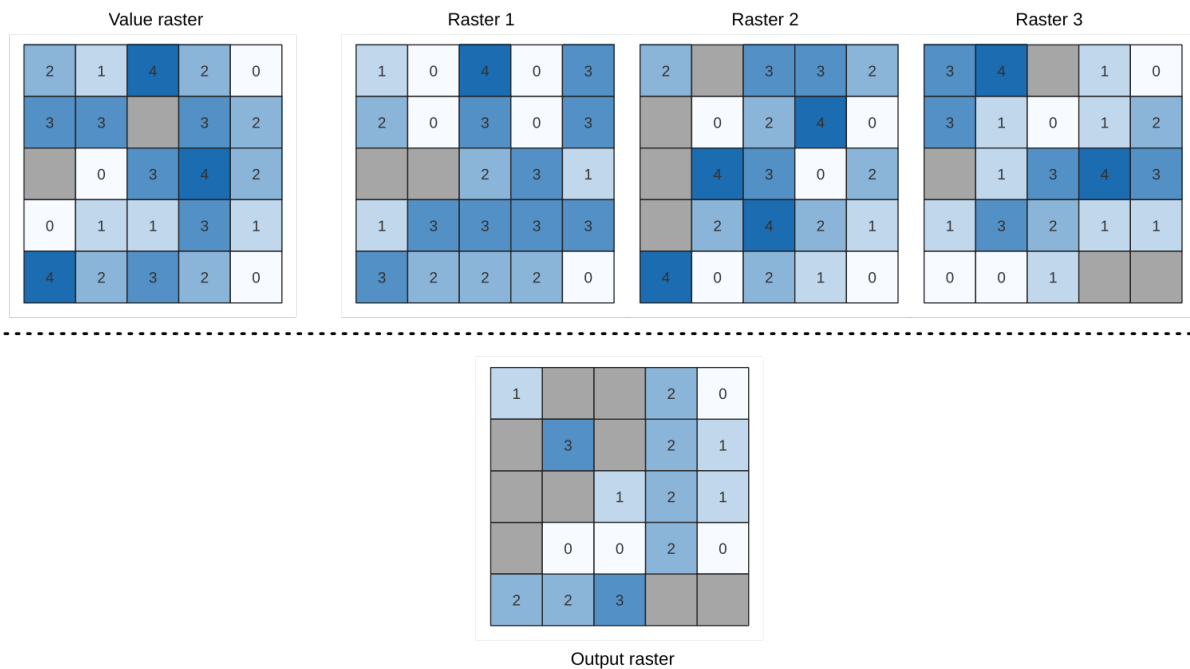 Value raster Raster 1 Raster 2 Raster 3
2 1 4 2 0 1 0 4 0 3 2 3 3 2 3 4 1 0
3 3 3 2 2 0 3 0 3 0 2 4 0 3 1 0 1 2
0 3 4 2 2 3 1 4 3 0 2 1 3 4 3
0 1 1 3 1 1 3 3 3 3 2 4 2 1 1 3 2 1 1
4 2 3 2 0 3 2 2 2 0 4 0 2 1 0 0 0 1
1 2 0
3 2 1
1 2 1
0 0 2 0
2 2 3
Output raster